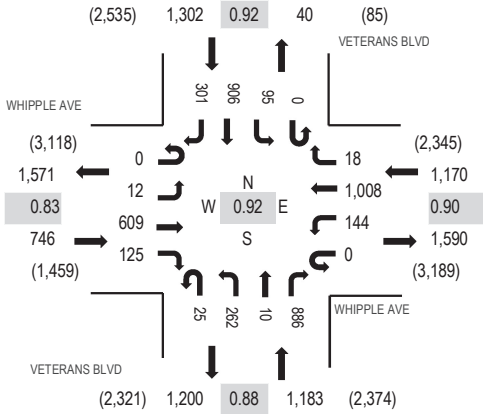 (2,535) 1,302 0.92 40 (85)
VETERANS BLVD
301 906 95 0
WHIPPLE AVE
(3,118) 0 18 (2,345)
1,571 12 N 1,008 1,170
0.83 W 0.92 E 0.90
746 609 S 144 1,590
(1,459) 125 0 (3,189)
25 262 10 886
WHIPPLE AVE
VETERANS BLVD
(2,321) 1,200 0.88 1,183 (2,374)